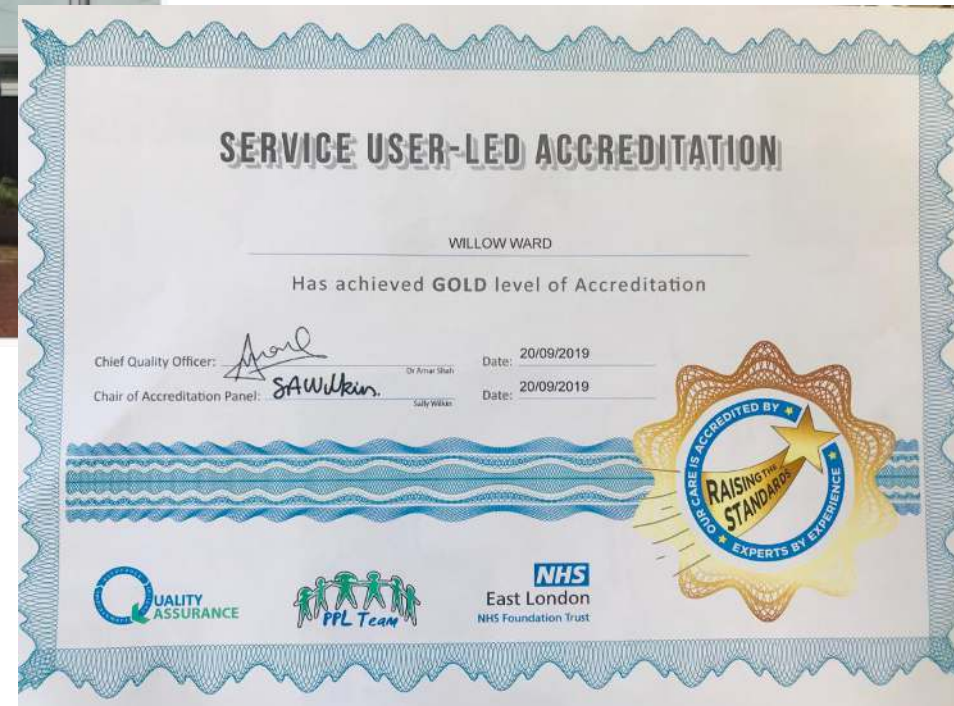 SERVICE USER-LED ACCREDITATION
WILLOW WARD
Has achieved GOLD level of Accreditation
Chief Quality Officer:
Dr Amar Shah
Date: 20/09/2019
Chair of Accreditation Panel: SAWilkin.
Sally Wilkin
Date: 20/09/2019
OUR CARE IS ACCREDITED BY
RAISING THE
STANDARDS
EXPERTS BY EXPERIENCE
QUALITY
ASSURANCE
PPL Team
NHS
East London
NHS Foundation Trust